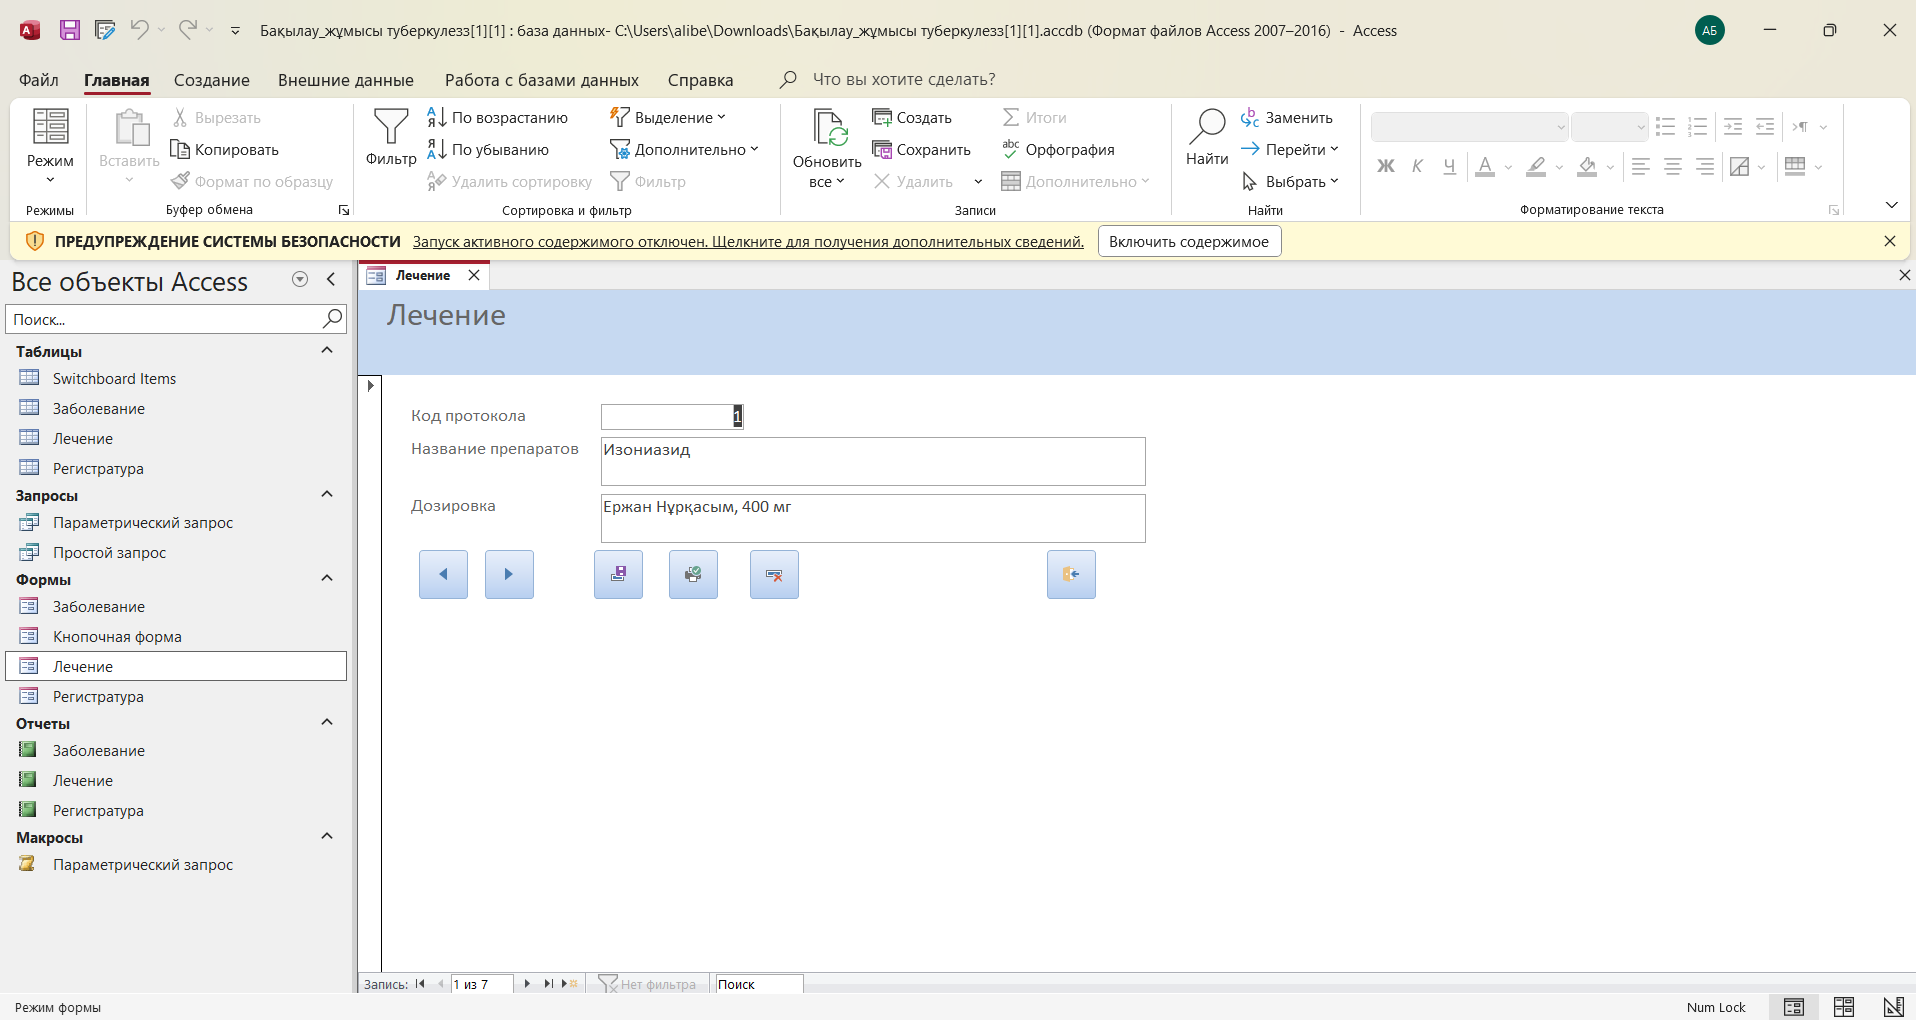 Бақылау_жұмысы туберкулезз[1][1] : база данных- C:\Users\alibe\Downloads\Бақылау_жұмысы туберкулезз[1][1].accdb (Формат файлов Access 2007–2016) - Access
АБ
Файл Главная Создание Внешние данные Работа с базами данных Справка Что вы хотите сделать?
Режим
Режимы
Вставить
Вырезать
Копировать
Формат по образцу
Буфер обмена
Фильтр
По возрастанию
По убыванию
Удалить сортировку
Выделение
Дополнительно
Фильтр
Сортировка и фильтр
Обновить
все
Создать
Сохранить
Удалить
Итоги
Орфография
Дополнительно
Записи
Найти
Заменить
Перейти
Выбрать
Найти
Ж К Ч А
Форматирование текста
ПРЕДУПРЕЖДЕНИЕ СИСТЕМЫ БЕЗОПАСНОСТИ Запуск активного содержимого отключен. Щелкните для получения дополнительных сведений. Включить содержимое
Все объекты Access
Поиск...
Таблицы
Switchboard Items
Заболевание
Лечение
Регистратура
Запросы
Параметрический запрос
Простой запрос
Формы
Заболевание
Кнопочная форма
Лечение
Регистратура
Отчеты
Заболевание
Лечение
Регистратура
Макросы
Параметрический запрос
Лечение
Лечение
Код протокола 1
Название препаратов Изониазид
Дозировка Ержан Нұрқасым, 400 мг
Запись: 1 из 7 Нет фильтра Поиск
Режим формы Num Lock